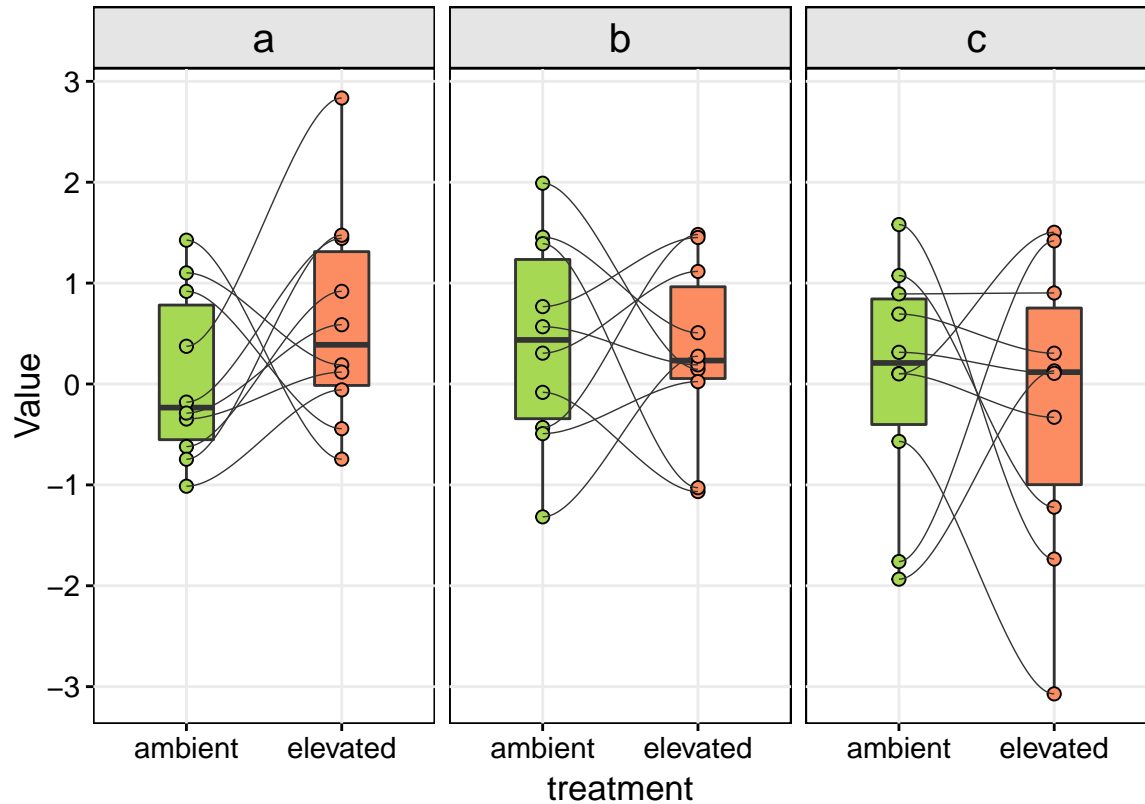 a b c
3
2
1
0
−1
−2
−3
Value
ambient elevated ambient elevated ambient elevated
treatment